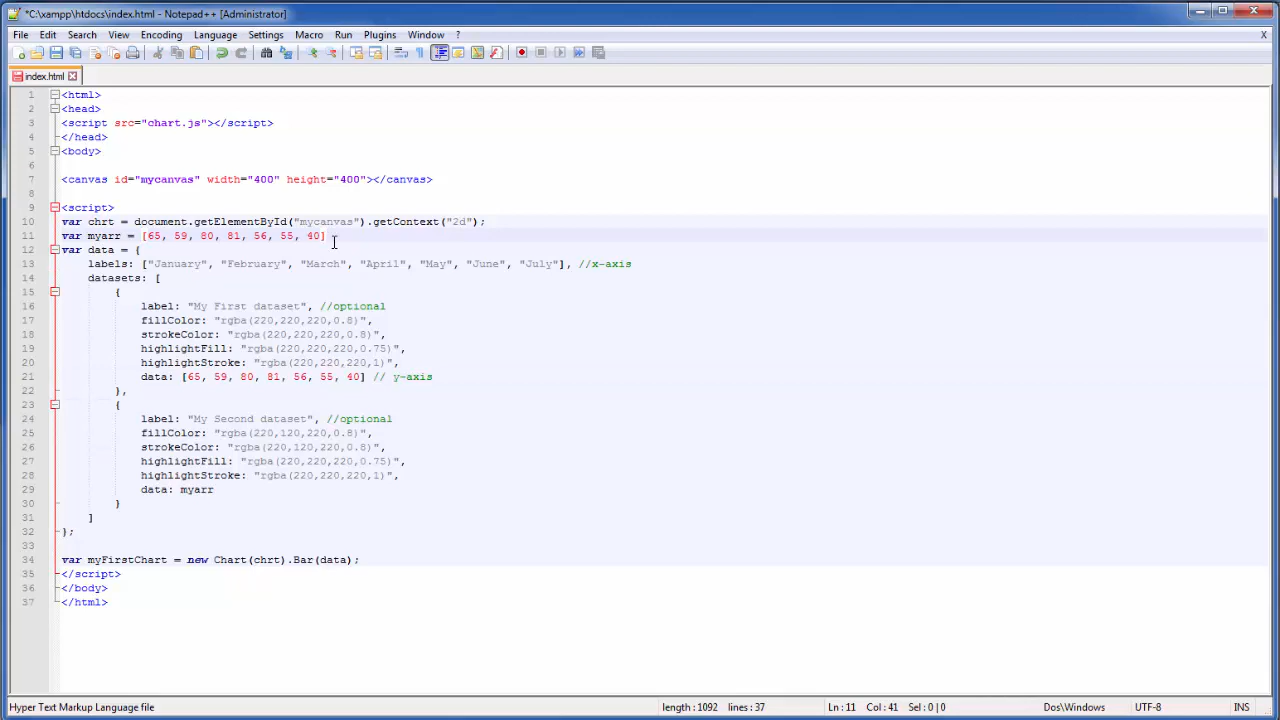 *C:\xampp\htdocs\index.html - Notepad++ [Administrator]
File Edit Search View Encoding Language Settings Macro Run Plugins Window ? X
index.html
1 <html>
2 <head>
3 <script src="chart.js"></script>
4 </head>
5 <body>
6
7 <canvas id="mycanvas" width="400" height="400"></canvas>
8
9 <script>
10 var chrt = document.getElementById("mycanvas").getContext("2d");
11 var myarr = [65, 59, 80, 81, 56, 55, 40]
12 var data = {
13 labels: ["January", "February", "March", "April", "May", "June", "July"], //x-axis
14 datasets: [
15 {
16 label: "My First dataset", //optional
17 fillColor: "rgba(220,220,220,0.8)",
18 strokeColor: "rgba(220,220,220,0.8)",
19 highlightFill: "rgba(220,220,220,0.75)",
20 highlightStroke: "rgba(220,220,220,1)",
21 data: [65, 59, 80, 81, 56, 55, 40] // y-axis
22 },
23 {
24 label: "My Second dataset", //optional
25 fillColor: "rgba(220,120,220,0.8)",
26 strokeColor: "rgba(220,120,220,0.8)",
27 highlightFill: "rgba(220,220,220,0.75)",
28 highlightStroke: "rgba(220,220,220,1)",
29 data: myarr
30 }
31 ]
32 };
33
34 var myFirstChart = new Chart(chrt).Bar(data);
35 </script>
36 </body>
37 </html>
Hyper Text Markup Language file length : 1092 lines : 37 Ln : 11 Col : 41 Sel : 0 | 0 Dos\Windows UTF-8 INS